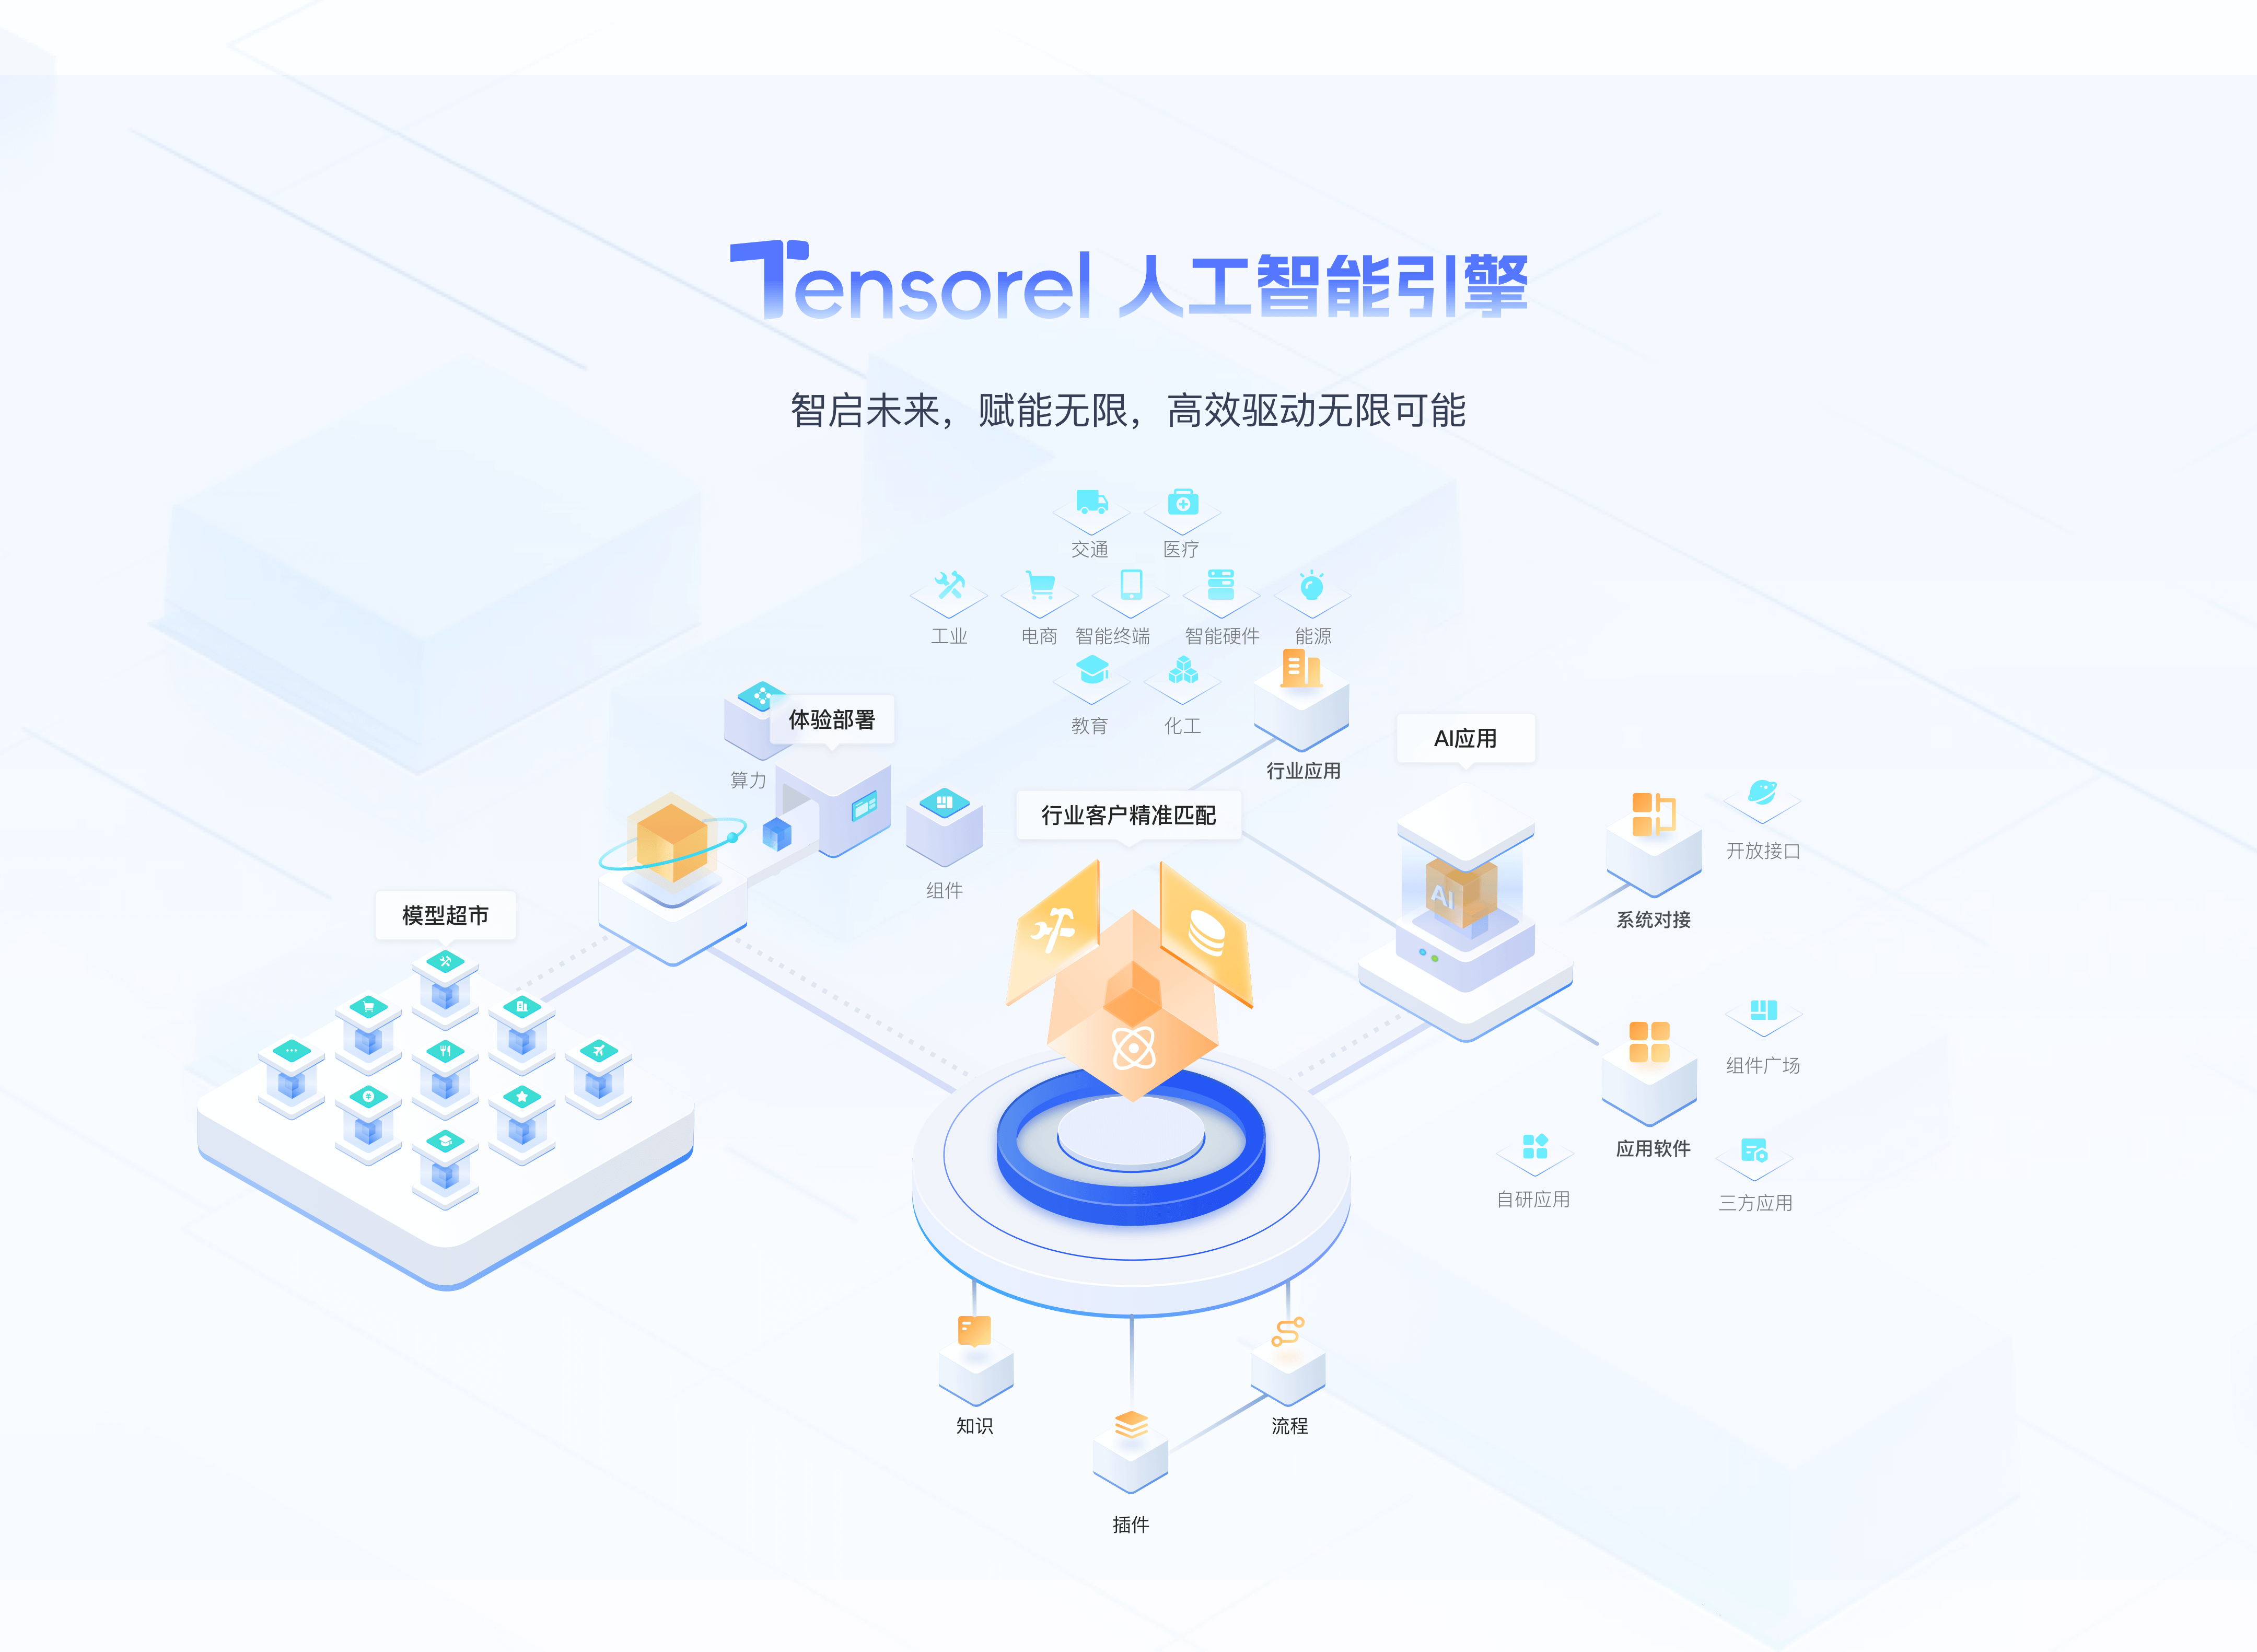 Tensorel 人工智能引擎
智启未来，赋能无限，高效驱动无限可能
交通
医疗
工业
电商
智能终端
智能硬件
能源
教育
化工
行业应用
体验部署
算力
组件
AI应用
AI
行业客户精准匹配
模型超市
系统对接
开放接口
组件广场
应用软件
自研应用
三方应用
知识
流程
插件